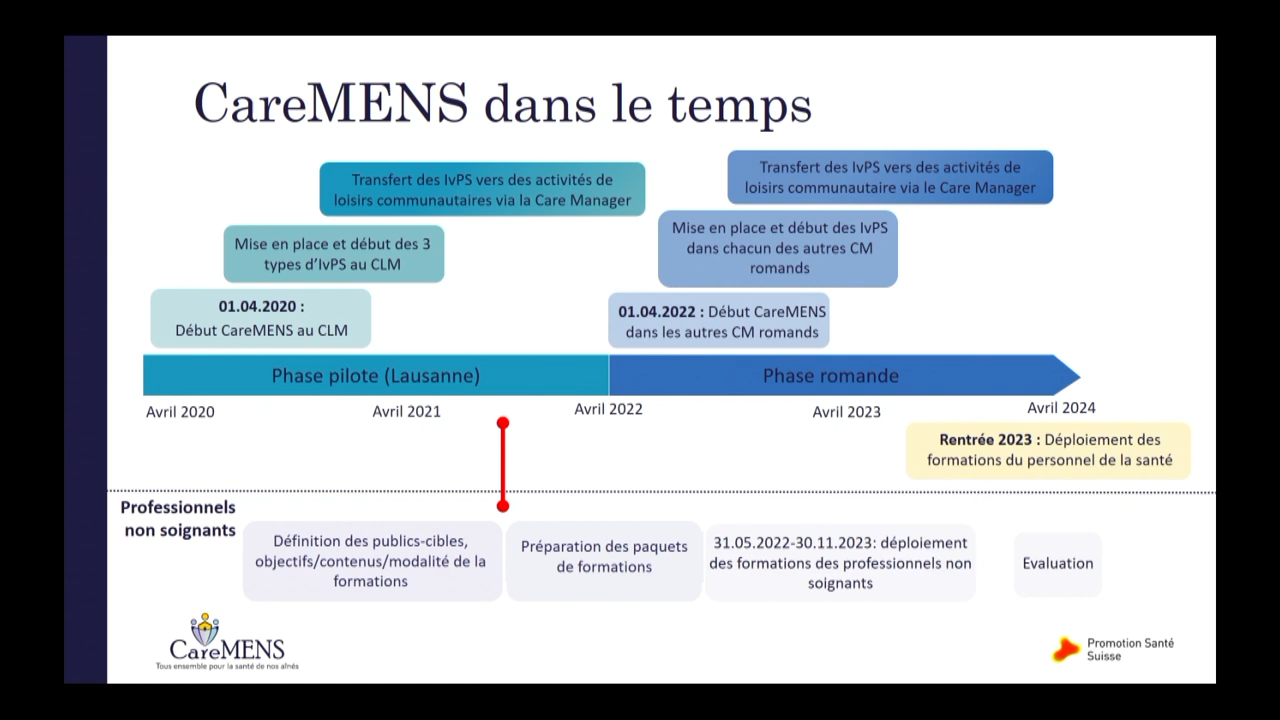 CareMENS dans le temps
Transfert des IvPS vers des activités de
loisirs communautaires via la Care Manager
Transfert des IvPS vers des activités de
loisirs communautaire via le Care Manager
Mise en place et début des 3
types d'IvPS au CLM
Mise en place et début des IvPS
dans chacun des autres CM
romands
01.04.2020 :
Début CareMENS au CLM
01.04.2022 : Début CareMENS
dans les autres CM romands
Phase pilote (Lausanne)
Phase romande
Avril 2020
Avril 2021
Avril 2022
Avril 2023
Avril 2024
Rentrée 2023 : Déploiement des
formations du personnel de la santé
Professionnels
non soignants
Définition des publics-cibles,
objectifs/contenus/modalité de la
formations
Préparation des paquets
de formations
31.05.2022-30.11.2023: déploiement
des formations des professionnels non
soignants
Evaluation
CareMENS
Tous ensemble pour la santé de nos aînés
Promotion Santé
Suisse